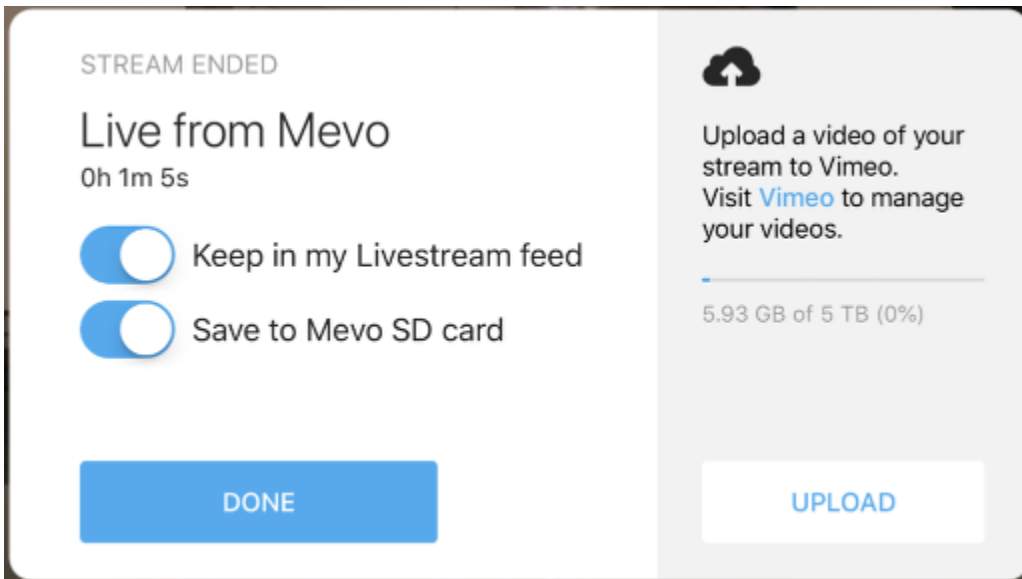 STREAM ENDED
Live from Mevo
0h 1m 5s
Keep in my Livestream feed
Save to Mevo SD card
DONE
Upload a video of your
stream to Vimeo.
Visit Vimeo to manage
your videos.
5.93 GB of 5 TB (0%)
UPLOAD